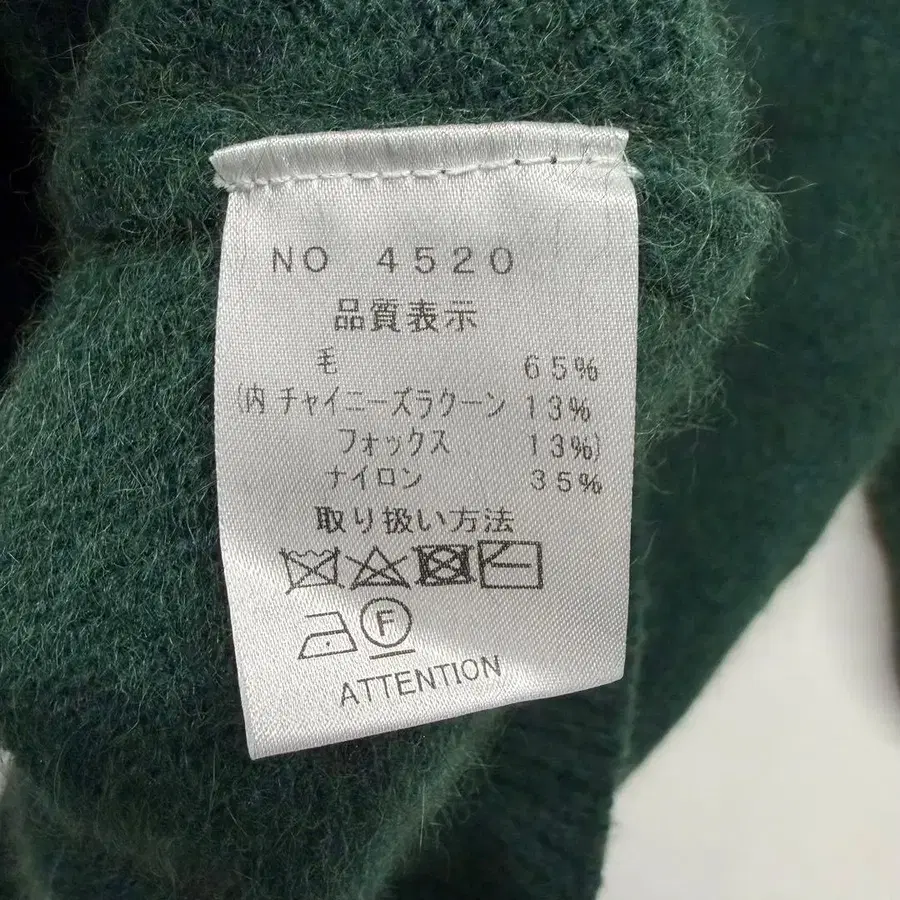 NO 4520
品質表示
毛 65%
(内 チャイニーズラクーン 13%
フォックス 13%)
ナイロン 35%
取り扱い方法
F
ATTENTION